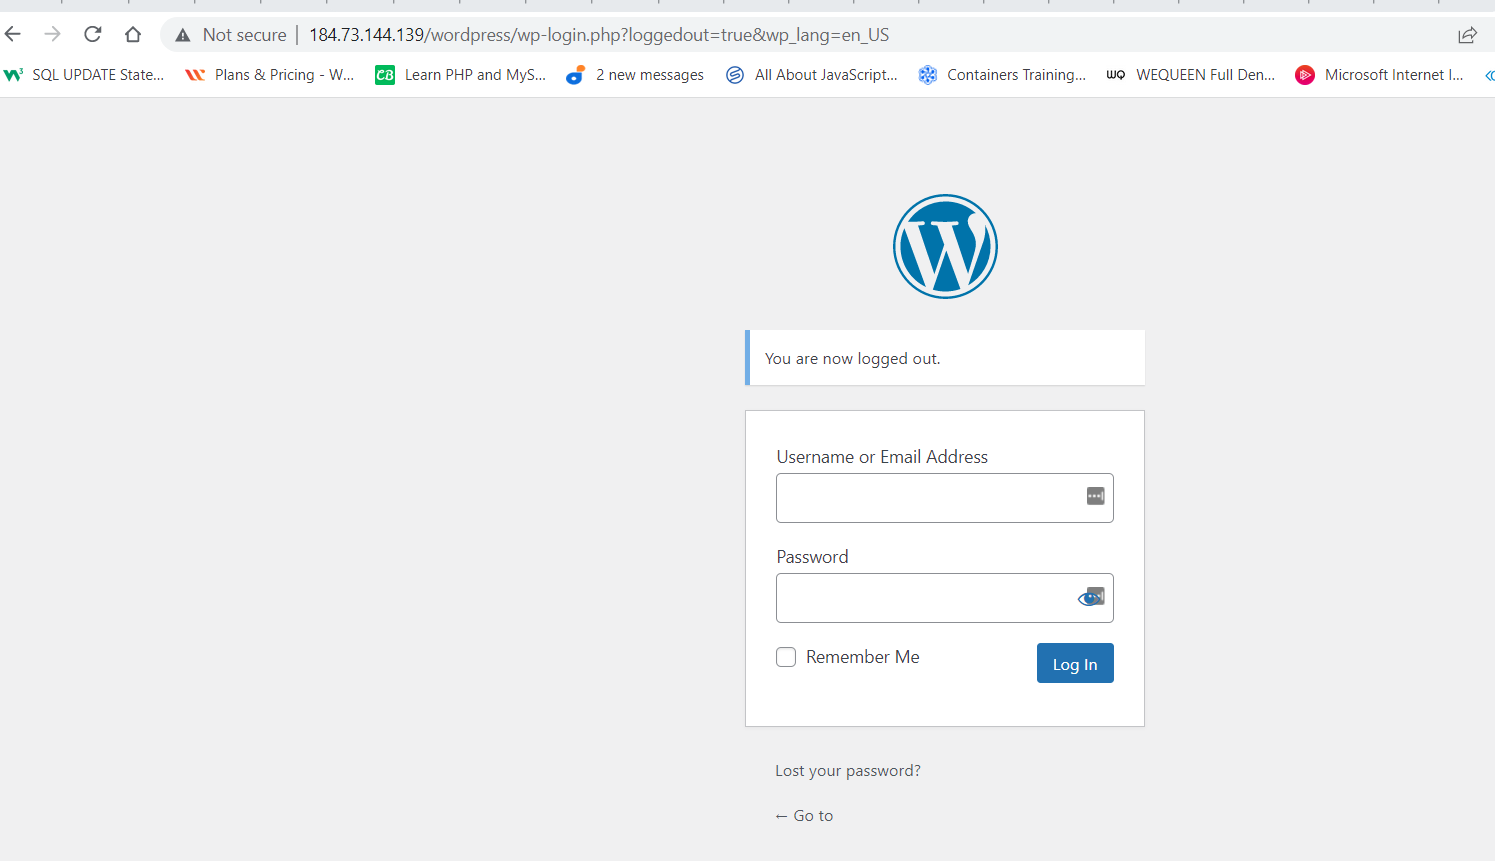 Not secure | 184.73.144.139/wordpress/wp-login.php?loggedout=true&wp_lang=en_US
SQL UPDATE State... Plans & Pricing - W... CB Learn PHP and MyS... 2 new messages All About JavaScript... Containers Training... WQ WEQUEEN Full Den... Microsoft Internet I...
You are now logged out.
Username or Email Address
Password
Remember Me
Log In
Lost your password?
← Go to